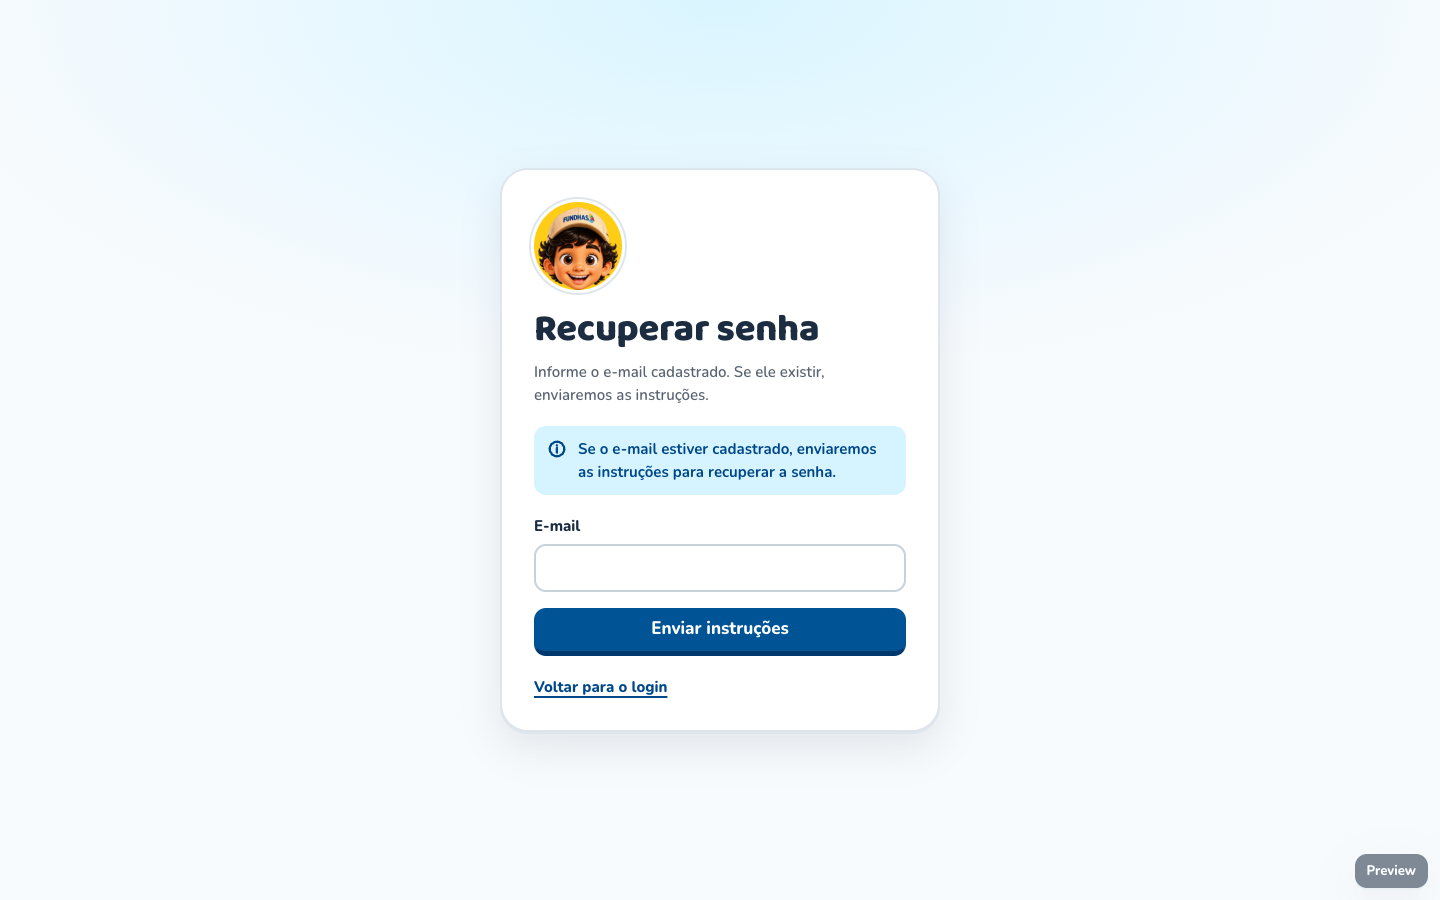 FUNDHAS
Recuperar senha
Informe o e-mail cadastrado. Se ele existir,
enviaremos as instruções.
Se o e-mail estiver cadastrado, enviaremos
as instruções para recuperar a senha.
E-mail
Enviar instruções
Voltar para o login
Preview